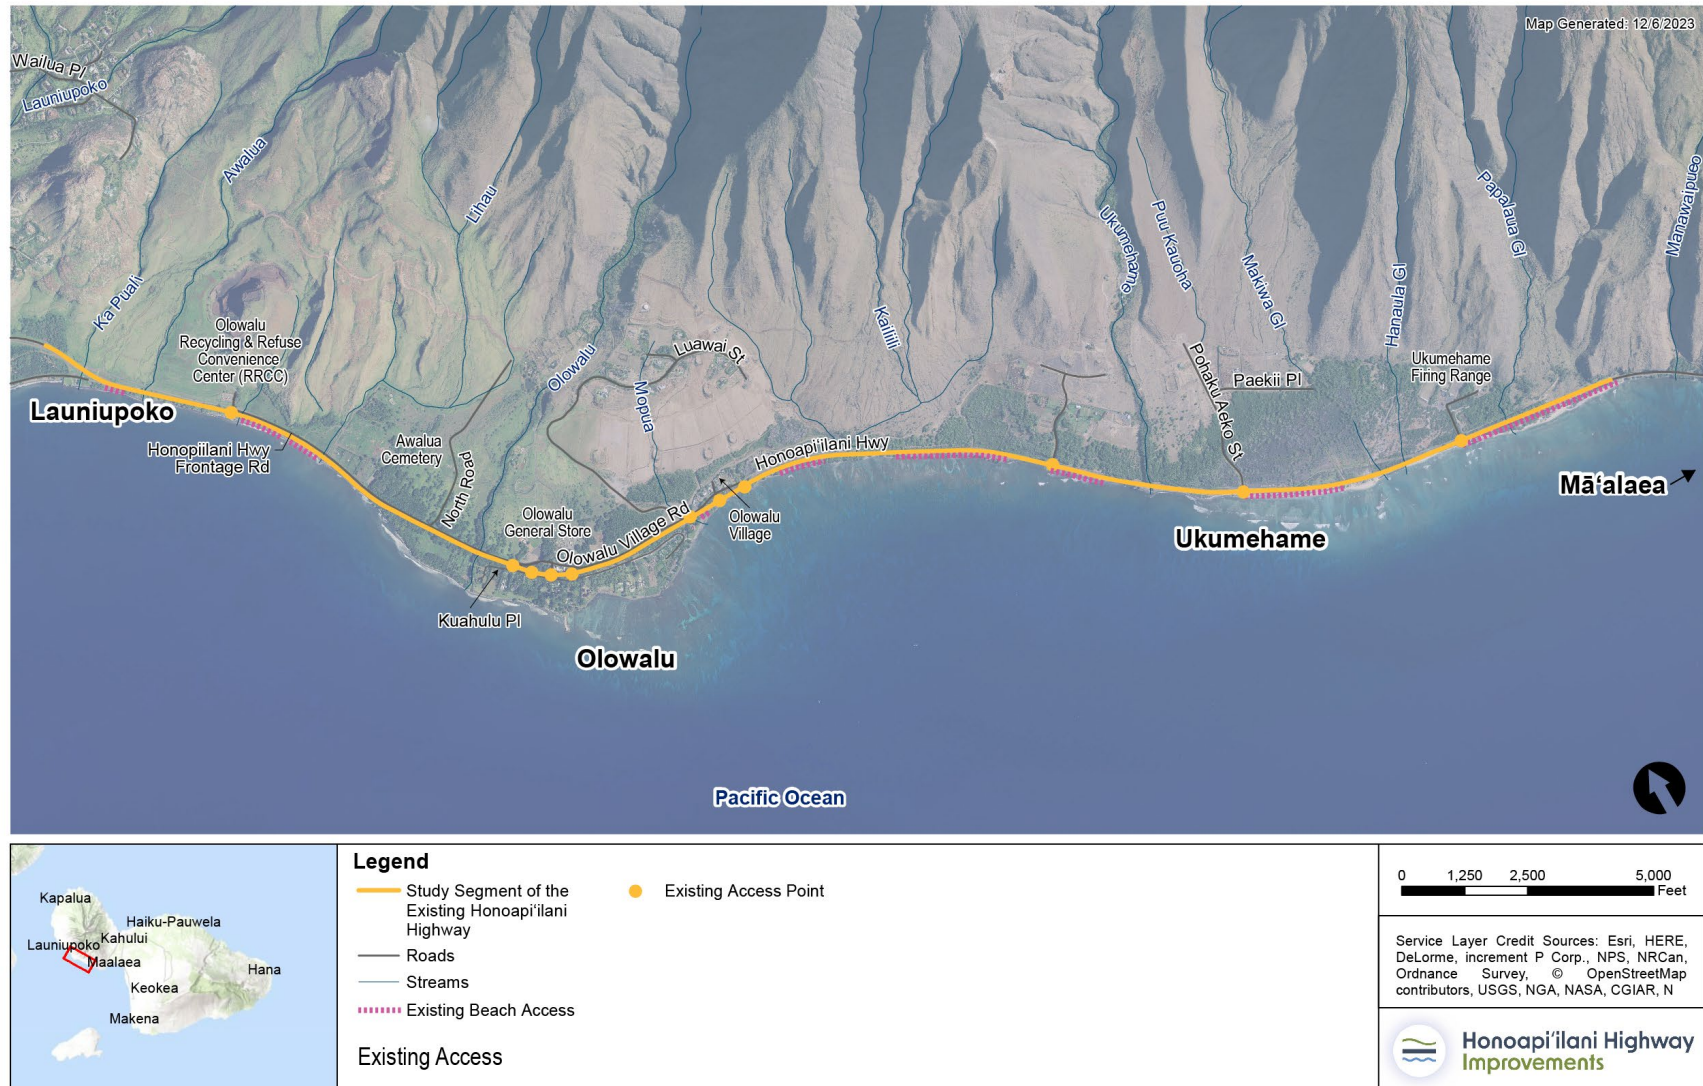 Map Generated: 12/6/2023
Wailua Pl
Launiupoko
Awalua
Lihau
Ka Puali
Olowalu
Recycling & Refuse
Convenience
Center (RRCC)
Launiupoko
Honopiilani Hwy
Frontage Rd
Awalua
Cemetery
North Road
Olowalu
Mopua
Luawai St
Kailiili
Honoapi'ilani Hwy
Olowalu
General Store
Olowalu Village Rd
Olowalu
Village
Kuahulu Pl
Olowalu
Ukumehame
Puu Kauoha
Makiwa Gl
Hanaula Gl
Papalaua Gl
Manawaipueo
Pohaku Aeko St
Paekii Pl
Ukumehame
Firing Range
Mā‘alaea
Ukumehame
Pacific Ocean
Kapalua
Haiku-Pauwela
Kahului
Launiupoko
Maalaea
Hana
Keokea
Makena
Legend
Study Segment of the
Existing Honoapi‘ilani
Highway
Roads
Streams
Existing Beach Access
Existing Access Point
Existing Access
0 1,250 2,500 5,000
Feet
Service Layer Credit Sources: Esri, HERE,
DeLorme, increment P Corp., NPS, NRCan,
Ordnance Survey, © OpenStreetMap
contributors, USGS, NGA, NASA, CGIAR, N
Honoapi‘ilani Highway
Improvements